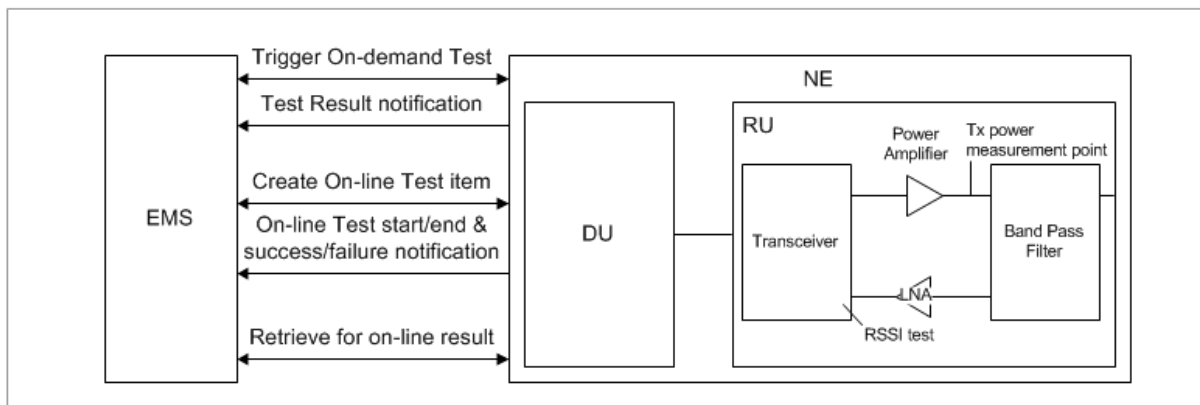 Trigger On-demand Test
Test Result notification
Create On-line Test item
On-line Test start/end &
success/failure notification
Retrieve for on-line result
EMS
NE
DU
RU
Power
Amplifier
Tx power
measurement point
Transceiver
Band Pass
Filter
LNA
RSSI test